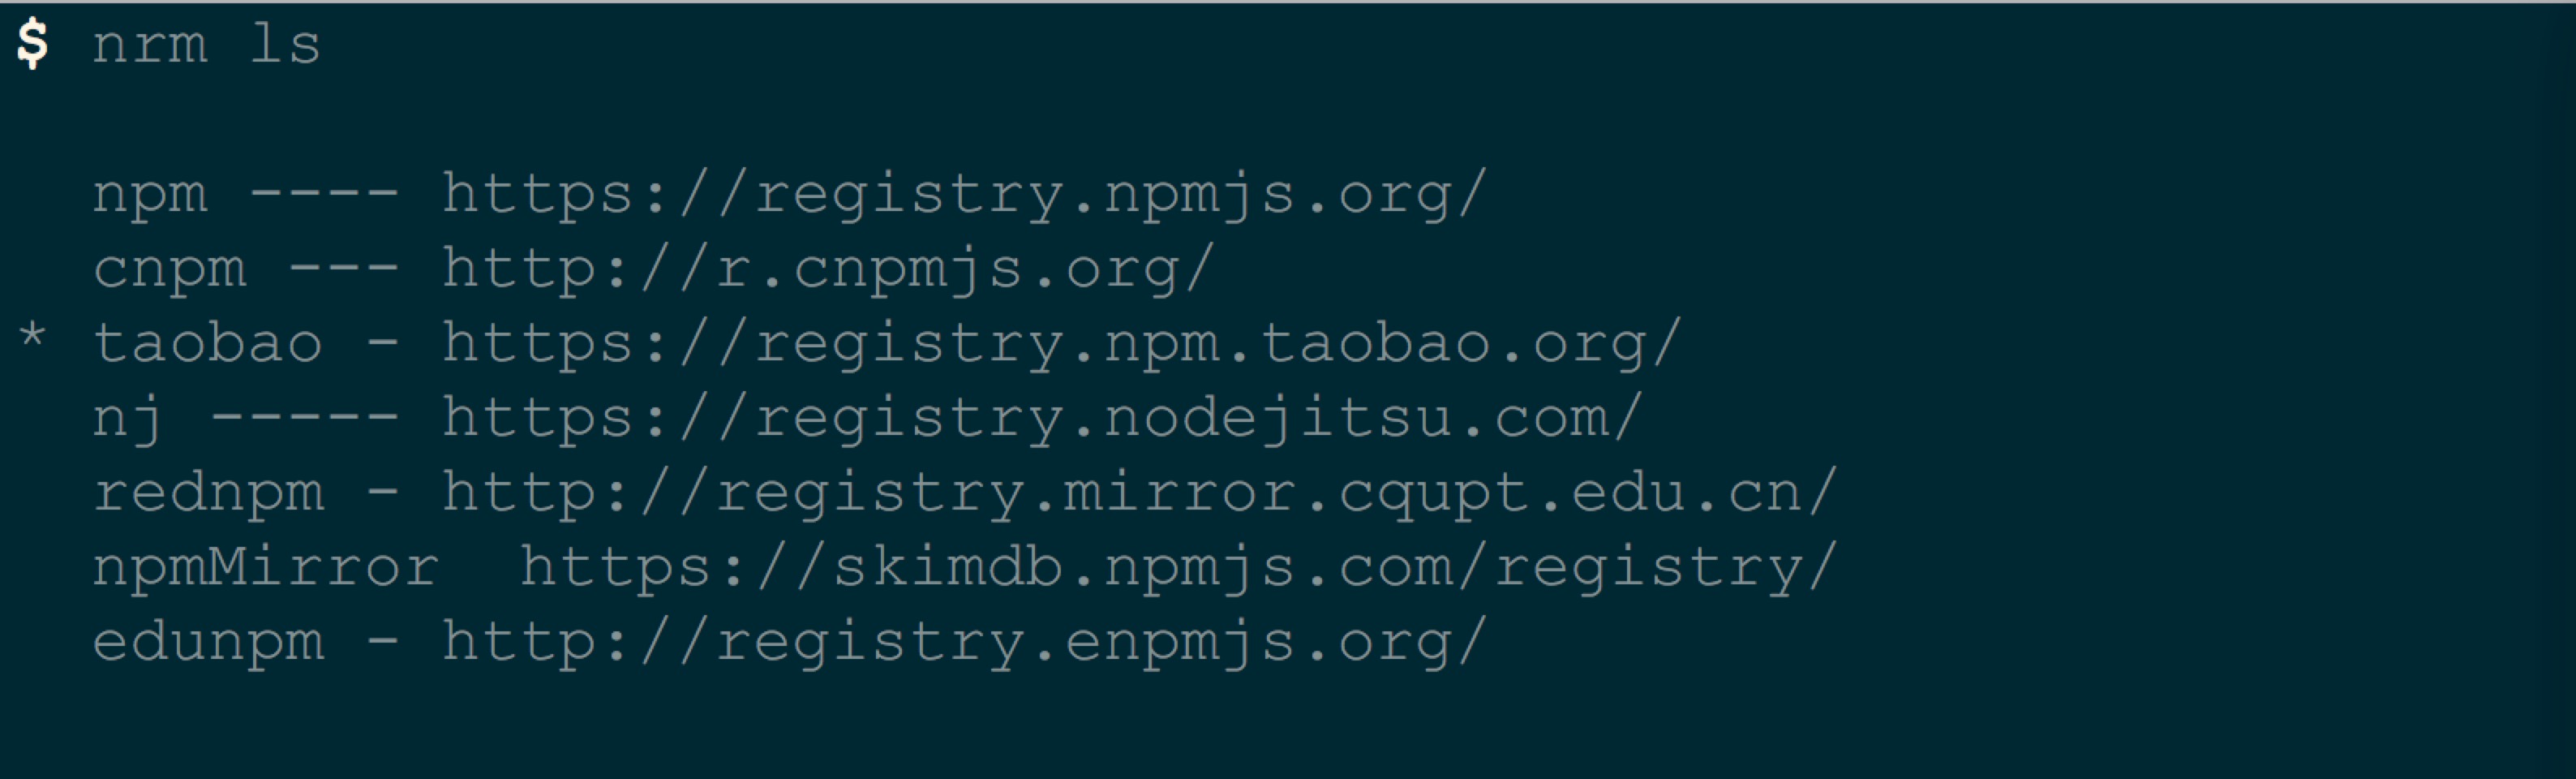 $ nrm ls
npm ---- https://registry.npmjs.org/
cnpm --- http://r.cnpmjs.org/
* taobao - https://registry.npm.taobao.org/
nj ----- https://registry.nodejitsu.com/
rednpm - http://registry.mirror.cqupt.edu.cn/
npmMirror  https://skimdb.npmjs.com/registry/
edunpm - http://registry.enpmjs.org/